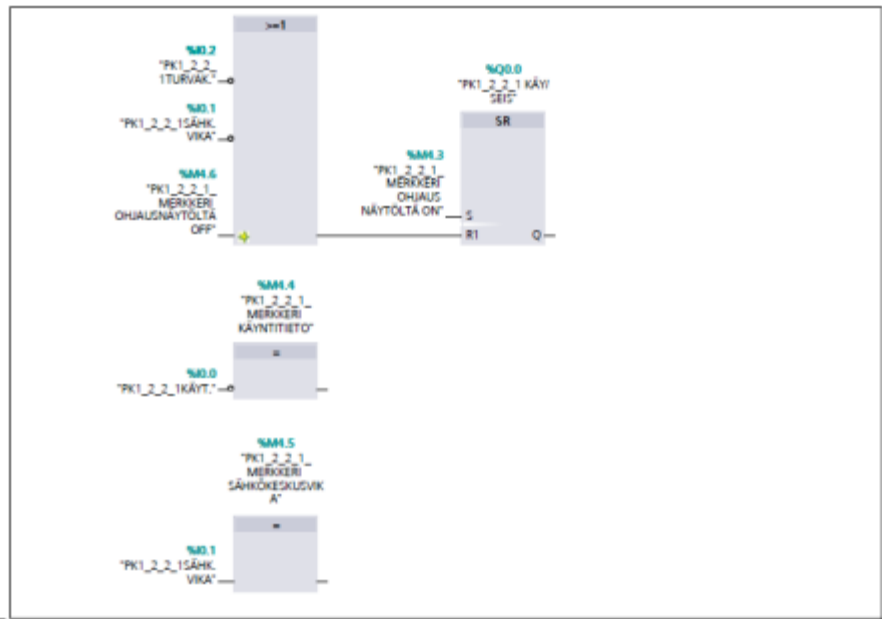 >=1
%I0.2
"PK1_2_2_
1TURVAK."
%I0.1
"PK1_2_2_1SÄHK.
VIKA"
%M4.6
"PK1_2_2_1_
MERKKERI
OHJAUSNÄYTÖLTÄ
OFF"
%Q0.0
"PK1_2_2_1 KÄY/
SEIS"
SR
%M4.3
"PK1_2_2_1_
MERKKERI
OHJAUS
NÄYTÖLTÄ ON"
S
R1
Q
%M4.4
"PK1_2_2_1_
MERKKERI
KÄYNTITIETO"
=
%I0.0
"PK1_2_2_1KÄYT."
%M4.5
"PK1_2_2_1_
MERKKERI
SÄHKÖKESKUSVIK
A"
=
%I0.1
"PK1_2_2_1SÄHK.
VIKA"